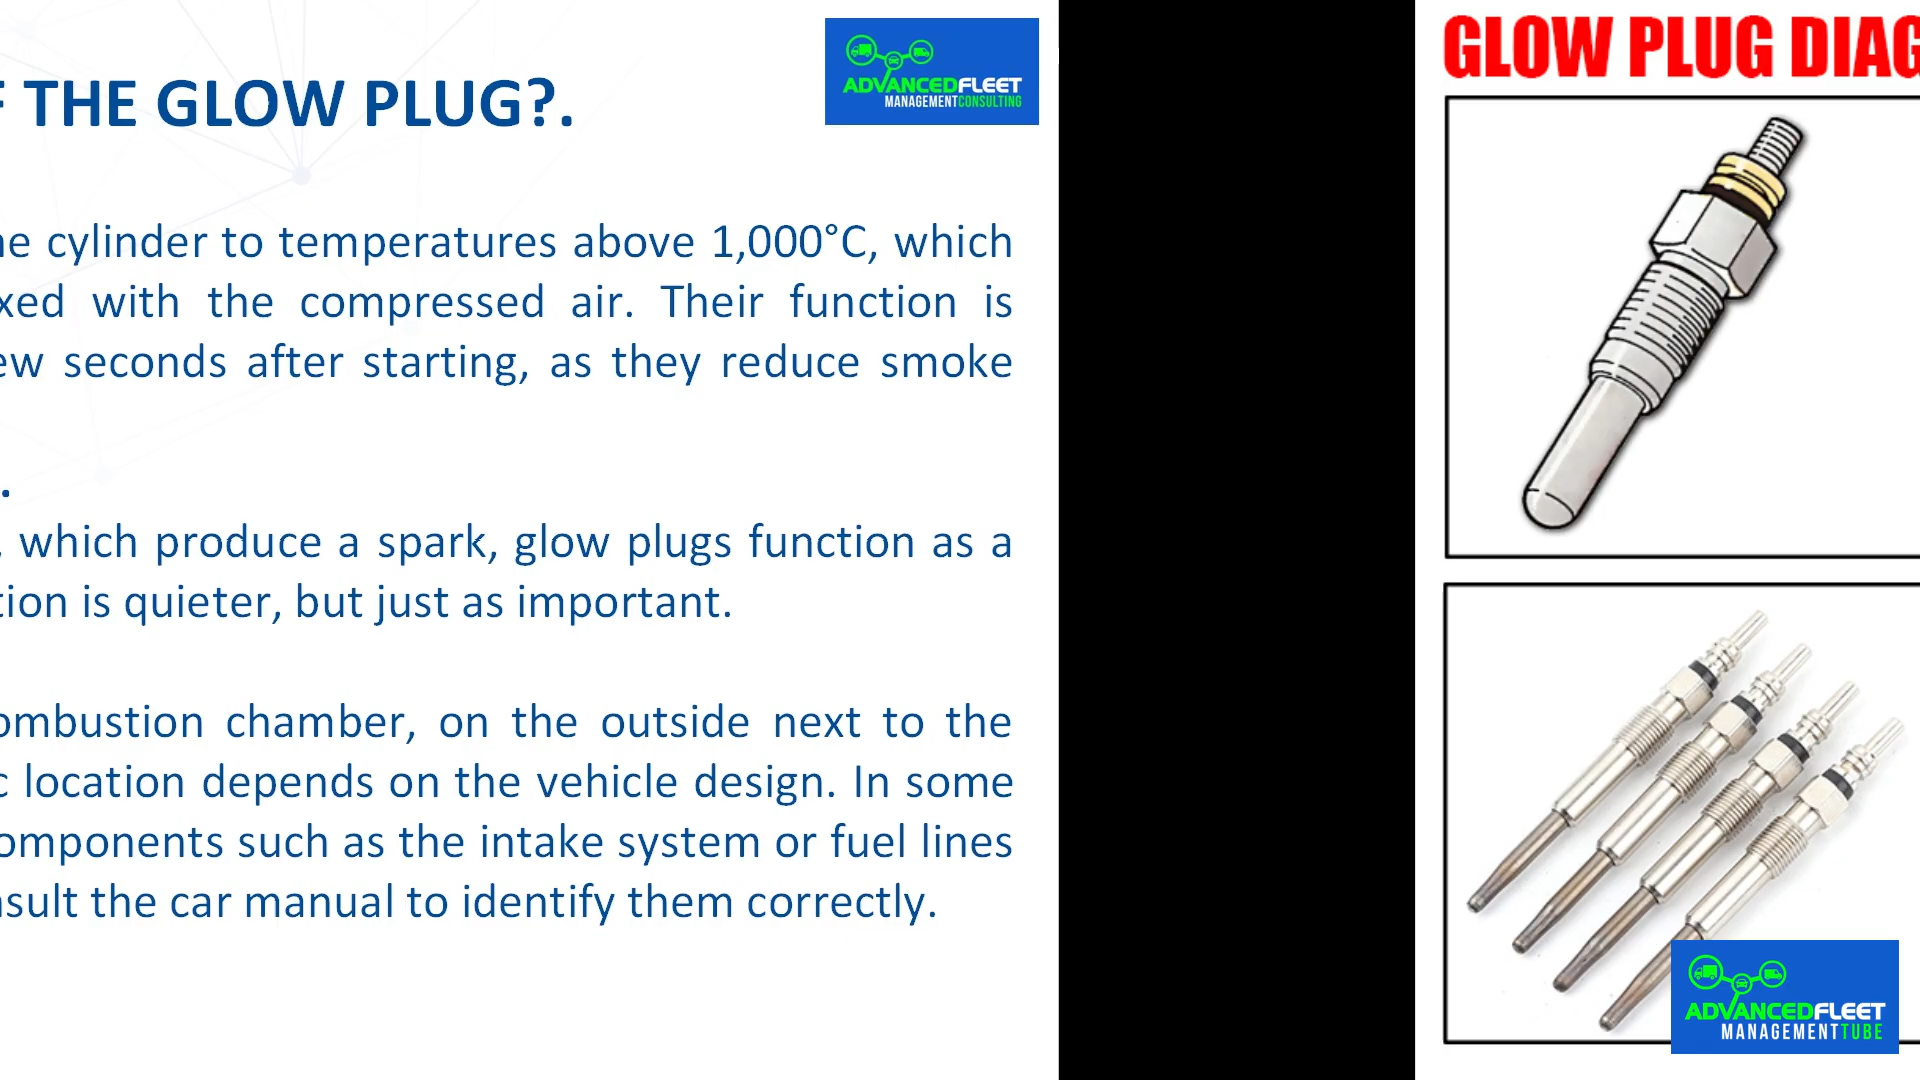 F THE GLOW PLUG?.
ADVANCEDFLEET
MANAGEMENTCONSULTING
he cylinder to temperatures above 1,000°C, which
xed with the compressed air. Their function is
ew seconds after starting, as they reduce smoke
.
, which produce a spark, glow plugs function as a
tion is quieter, but just as important.
ombustion chamber, on the outside next to the
c location depends on the vehicle design. In some
omponents such as the intake system or fuel lines
nsult the car manual to identify them correctly.
GLOW PLUG DIAG
ADVANCEDFLEET
MANAGEMENTTUBE